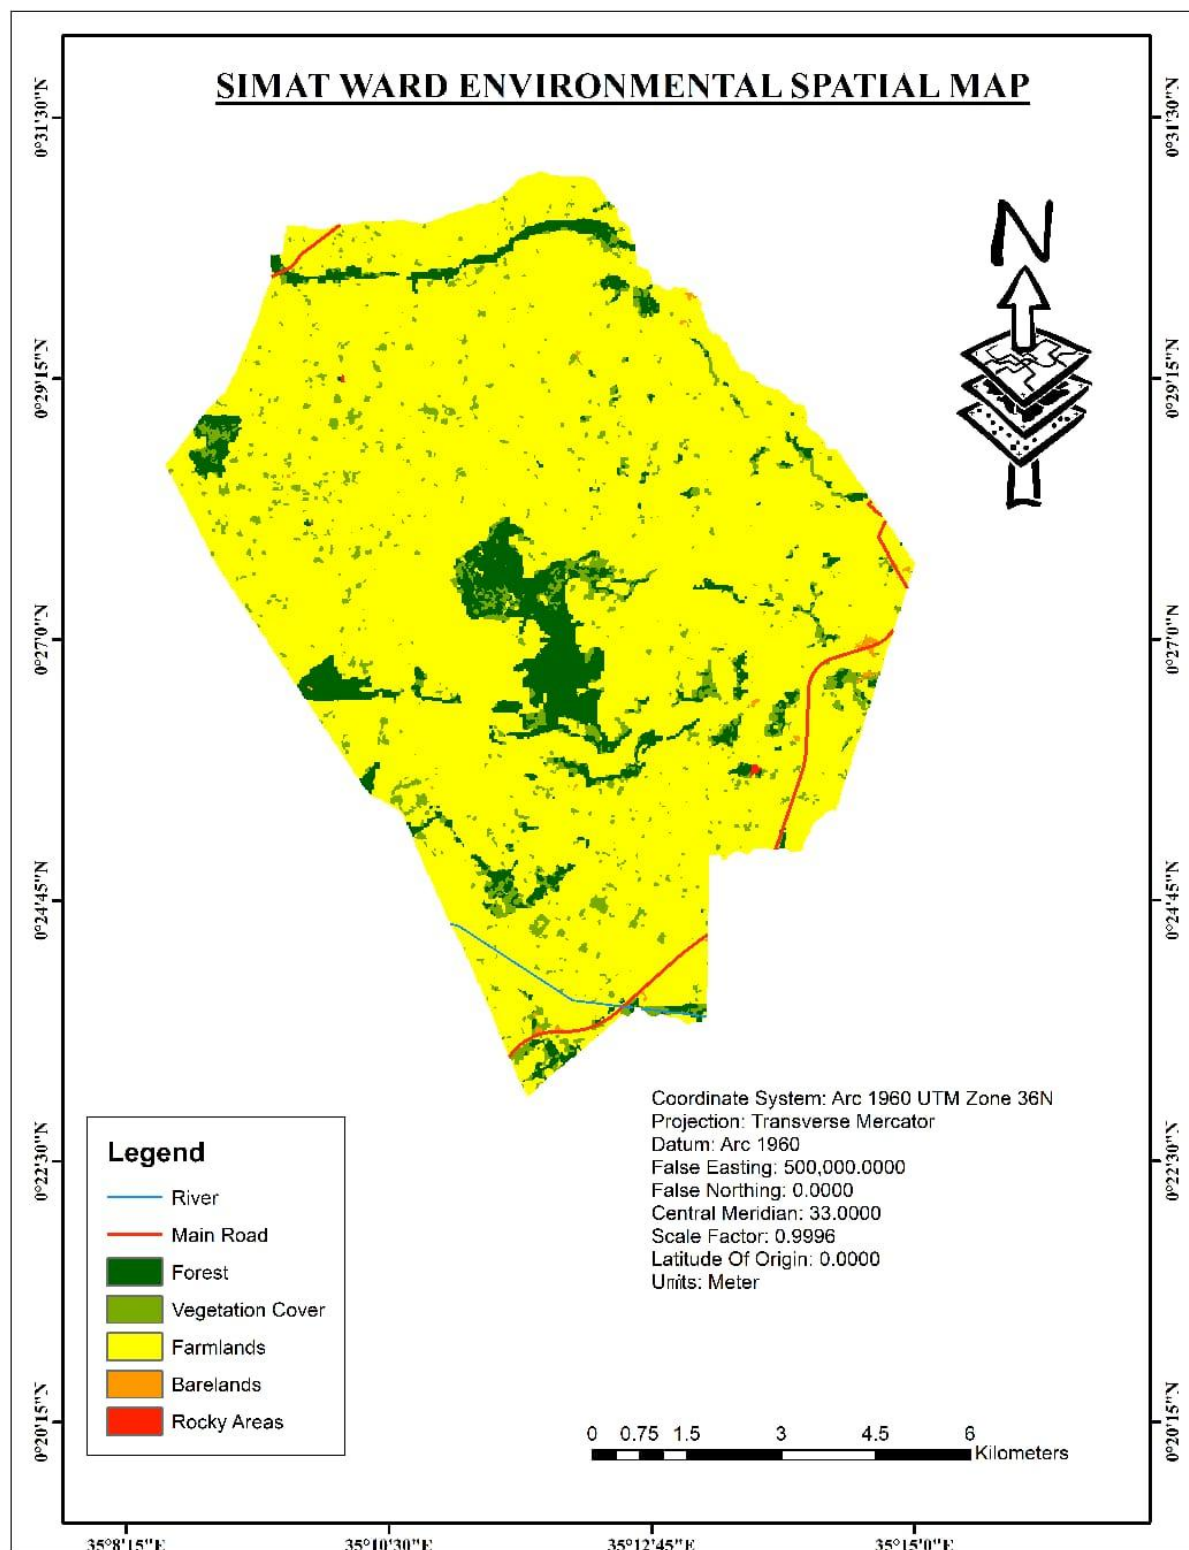 SIMAT WARD ENVIRONMENTAL SPATIAL MAP
0°31'30"N
0°31'30"N
N
0°29'15"N
0°29'15"N
0°27'0"N
0°27'0"N
0°24'45"N
0°24'45"N
Coordinate System: Arc 1960 UTM Zone 36N
Projection: Transverse Mercator
Datum: Arc 1960
False Easting: 500,000.0000
False Northing: 0.0000
Central Meridian: 33.0000
Scale Factor: 0.9996
Latitude Of Origin: 0.0000
Units: Meter
0°22'30"N
0°22'30"N
Legend
River
Main Road
Forest
Vegetation Cover
Farmlands
Barelands
Rocky Areas
0°20'15"N
0°20'15"N
0 0.75 1.5 3 4.5 6
Kilometers
35°8'15"E 35°10'30"E 35°12'45"E 35°15'0"E